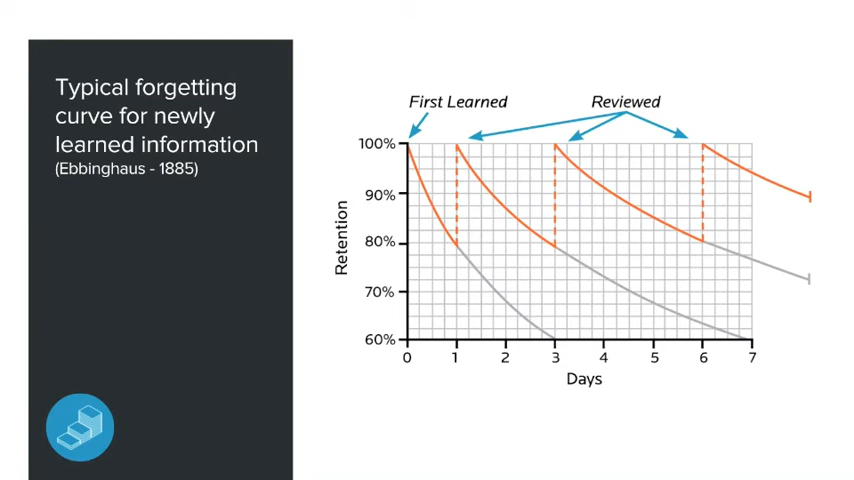 Typical forgetting
curve for newly
learned information
(Ebbinghaus - 1885)
First Learned
Reviewed
100%
90%
80%
70%
60%
Retention
0 1 2 3 4 5 6 7
Days